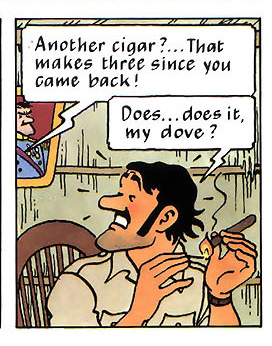 Another cigar?...That
makes three since you
came back!
Does...does it,
my dove?